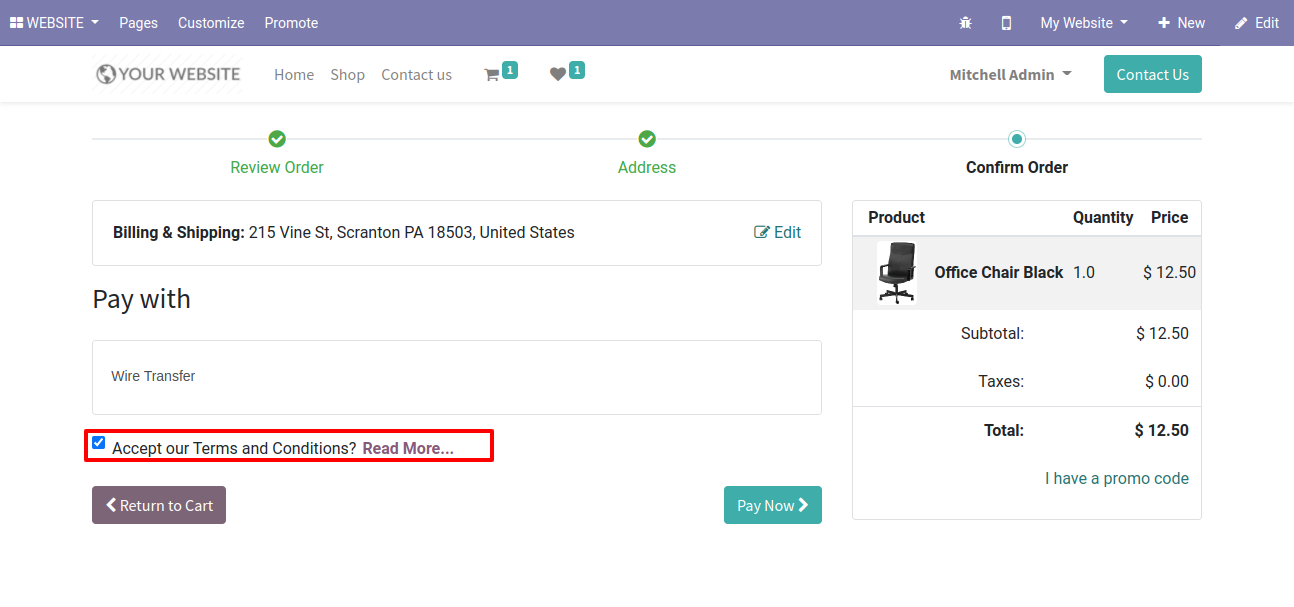 WEBSITE Pages Customize Promote My Website New Edit
YOUR WEBSITE Home Shop Contact us 1 1 Mitchell Admin Contact Us
Review Order Address Confirm Order
Billing & Shipping: 215 Vine St, Scranton PA 18503, United States Edit
Pay with
Wire Transfer
Accept our Terms and Conditions? Read More...
Return to Cart Pay Now
Product Quantity Price
Office Chair Black 1.0 $ 12.50
Subtotal: $ 12.50
Taxes: $ 0.00
Total: $ 12.50
I have a promo code